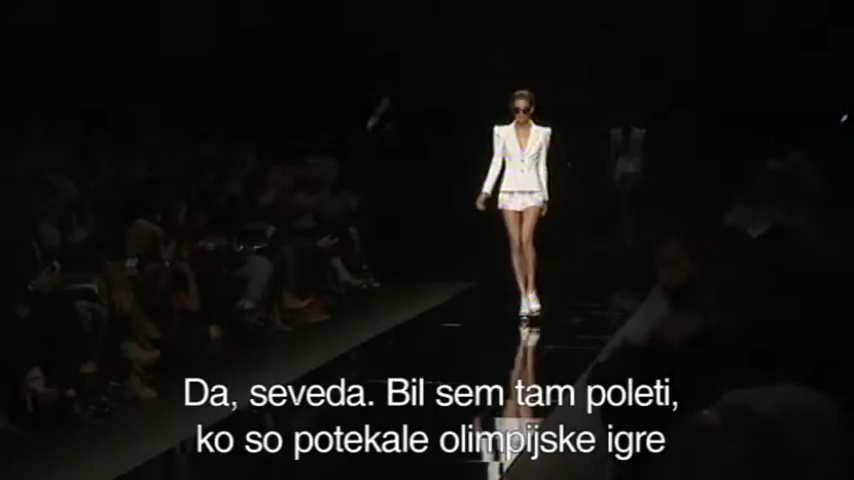 Da, seveda. Bil sem tam poleti,
ko so potekale olimpijske igre